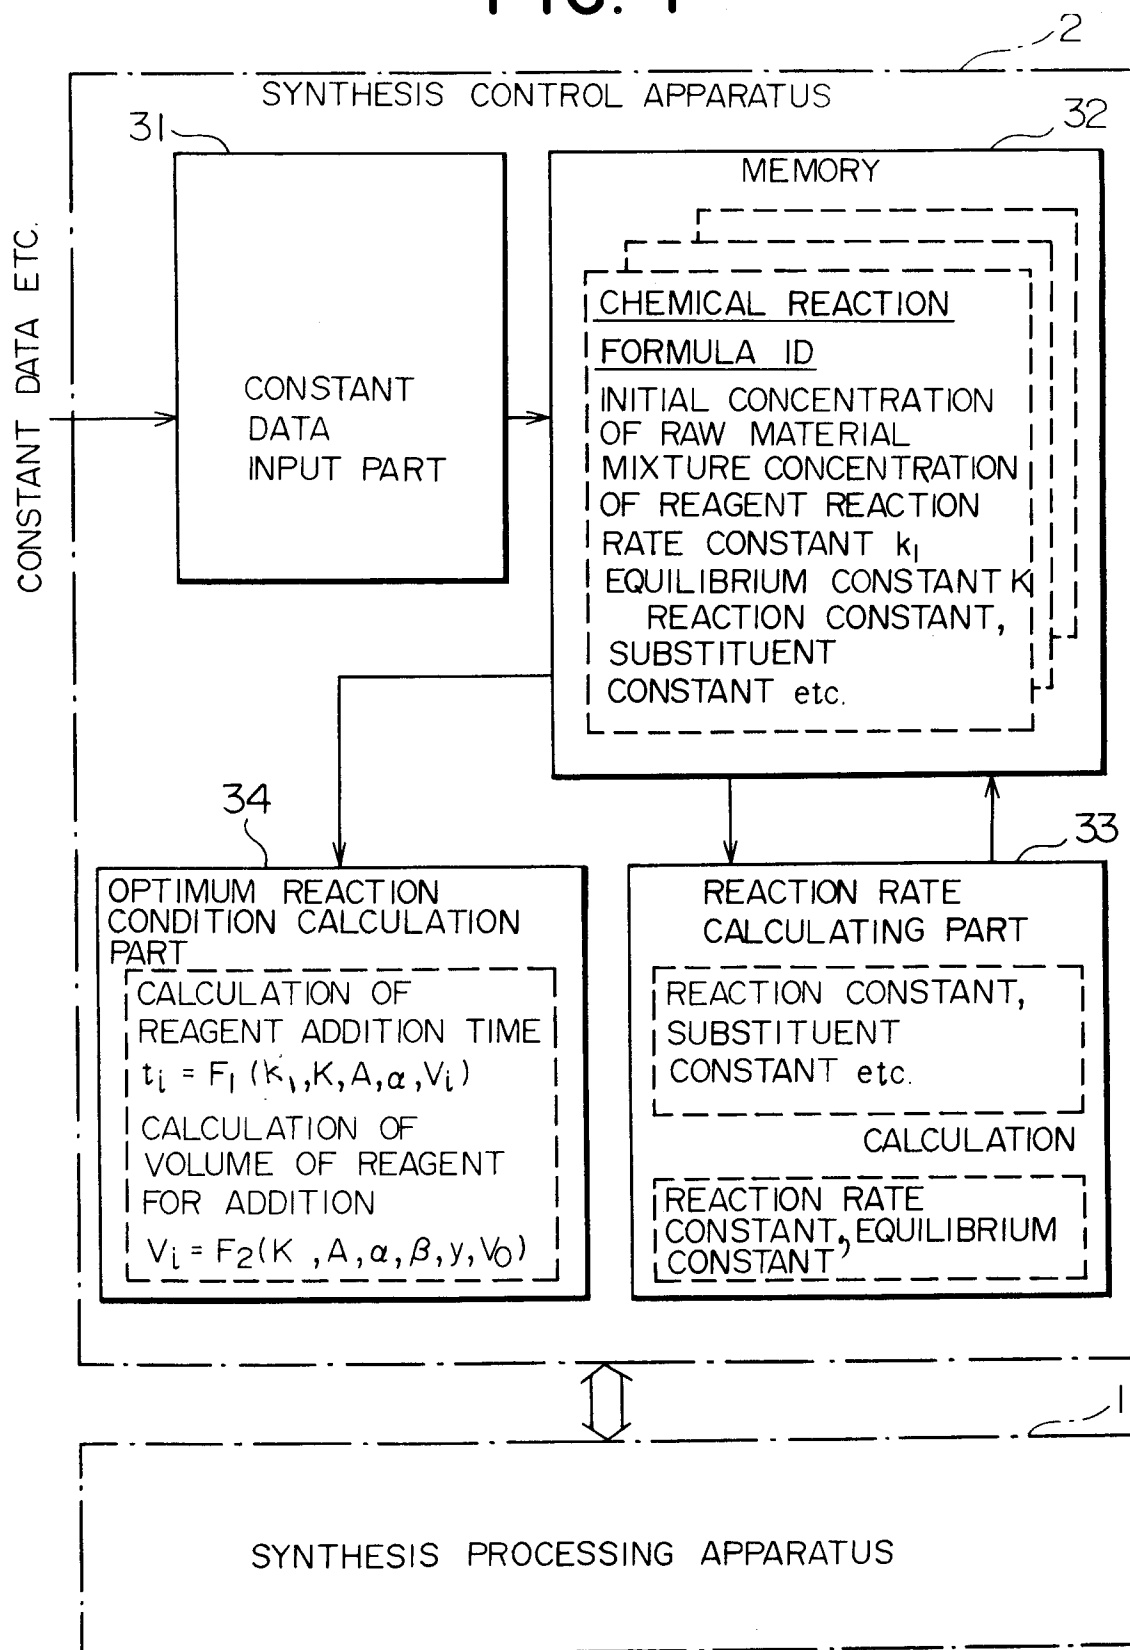 2
SYNTHESIS CONTROL APPARATUS
31
32
CONSTANT DATA ETC.
CONSTANT
DATA
INPUT PART
MEMORY
CHEMICAL REACTION
FORMULA ID
INITIAL CONCENTRATION
OF RAW MATERIAL
MIXTURE CONCENTRATION
OF REAGENT REACTION
RATE CONSTANT k₁
EQUILIBRIUM CONSTANT K
REACTION CONSTANT,
SUBSTITUENT
CONSTANT etc.
34
OPTIMUM REACTION
CONDITION CALCULATION
PART
CALCULATION OF
REAGENT ADDITION TIME
tᵢ = F₁ (k₁,K,A,α,Vᵢ)
CALCULATION OF
VOLUME OF REAGENT
FOR ADDITION
Vᵢ = F₂(K ,A,α,β,y,V₀)
33
REACTION RATE
CALCULATING PART
REACTION CONSTANT,
SUBSTITUENT
CONSTANT etc.
CALCULATION
REACTION RATE
CONSTANT, EQUILIBRIUM
CONSTANT,
1
SYNTHESIS PROCESSING APPARATUS